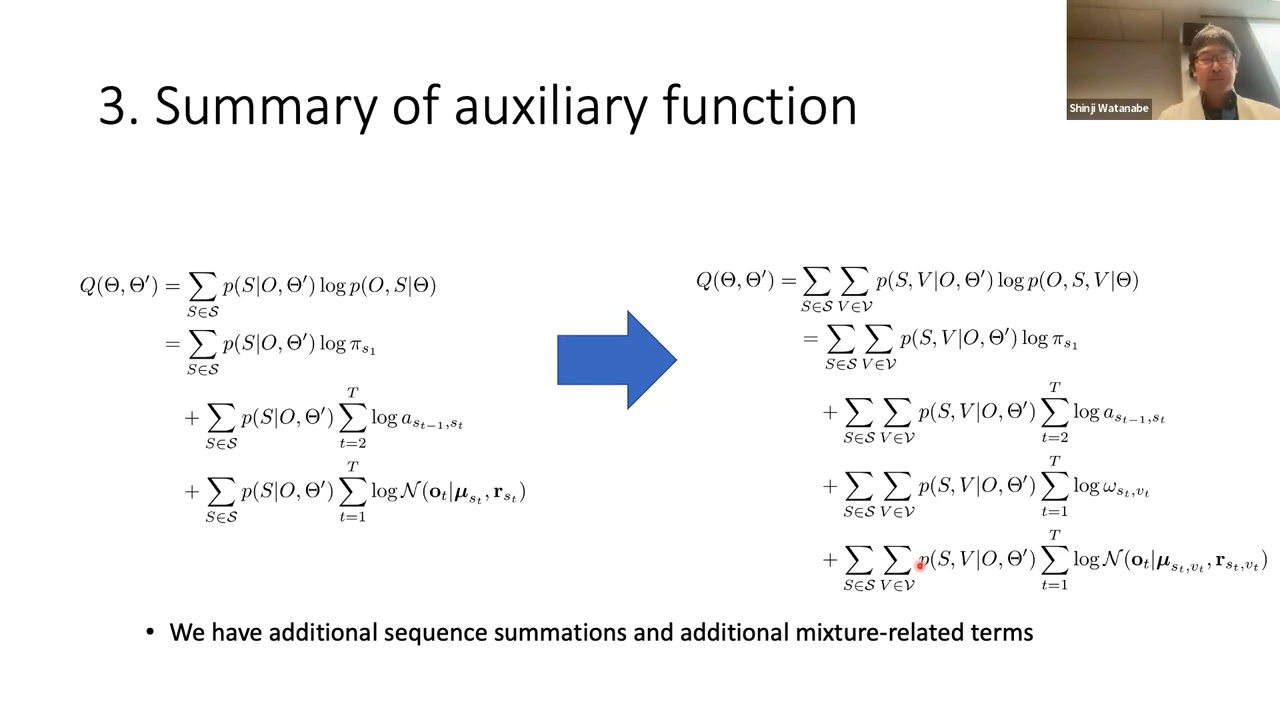 Shinji Watanabe
3. Summary of auxiliary function
Q(Θ, Θ′) = ∑_{S∈𝒮} p(S|O, Θ′) log p(O, S|Θ)
= ∑_{S∈𝒮} p(S|O, Θ′) log π_{s_1}
+ ∑_{S∈𝒮} p(S|O, Θ′) ∑_{t=2}^{T} log a_{s_{t−1},s_t}
+ ∑_{S∈𝒮} p(S|O, Θ′) ∑_{t=1}^{T} log 𝒩(𝐨_t|𝛍_{s_t}, 𝐫_{s_t})
Q(Θ, Θ′) = ∑_{S∈𝒮} ∑_{V∈𝒱} p(S, V|O, Θ′) log p(O, S, V|Θ)
= ∑_{S∈𝒮} ∑_{V∈𝒱} p(S, V|O, Θ′) log π_{s_1}
+ ∑_{S∈𝒮} ∑_{V∈𝒱} p(S, V|O, Θ′) ∑_{t=2}^{T} log a_{s_{t−1},s_t}
+ ∑_{S∈𝒮} ∑_{V∈𝒱} p(S, V|O, Θ′) ∑_{t=1}^{T} log ω_{s_t,v_t}
+ ∑_{S∈𝒮} ∑_{V∈𝒱} p(S, V|O, Θ′) ∑_{t=1}^{T} log 𝒩(𝐨_t|𝛍_{s_t,v_t}, 𝐫_{s_t,v_t})
• We have additional sequence summations and additional mixture-related terms